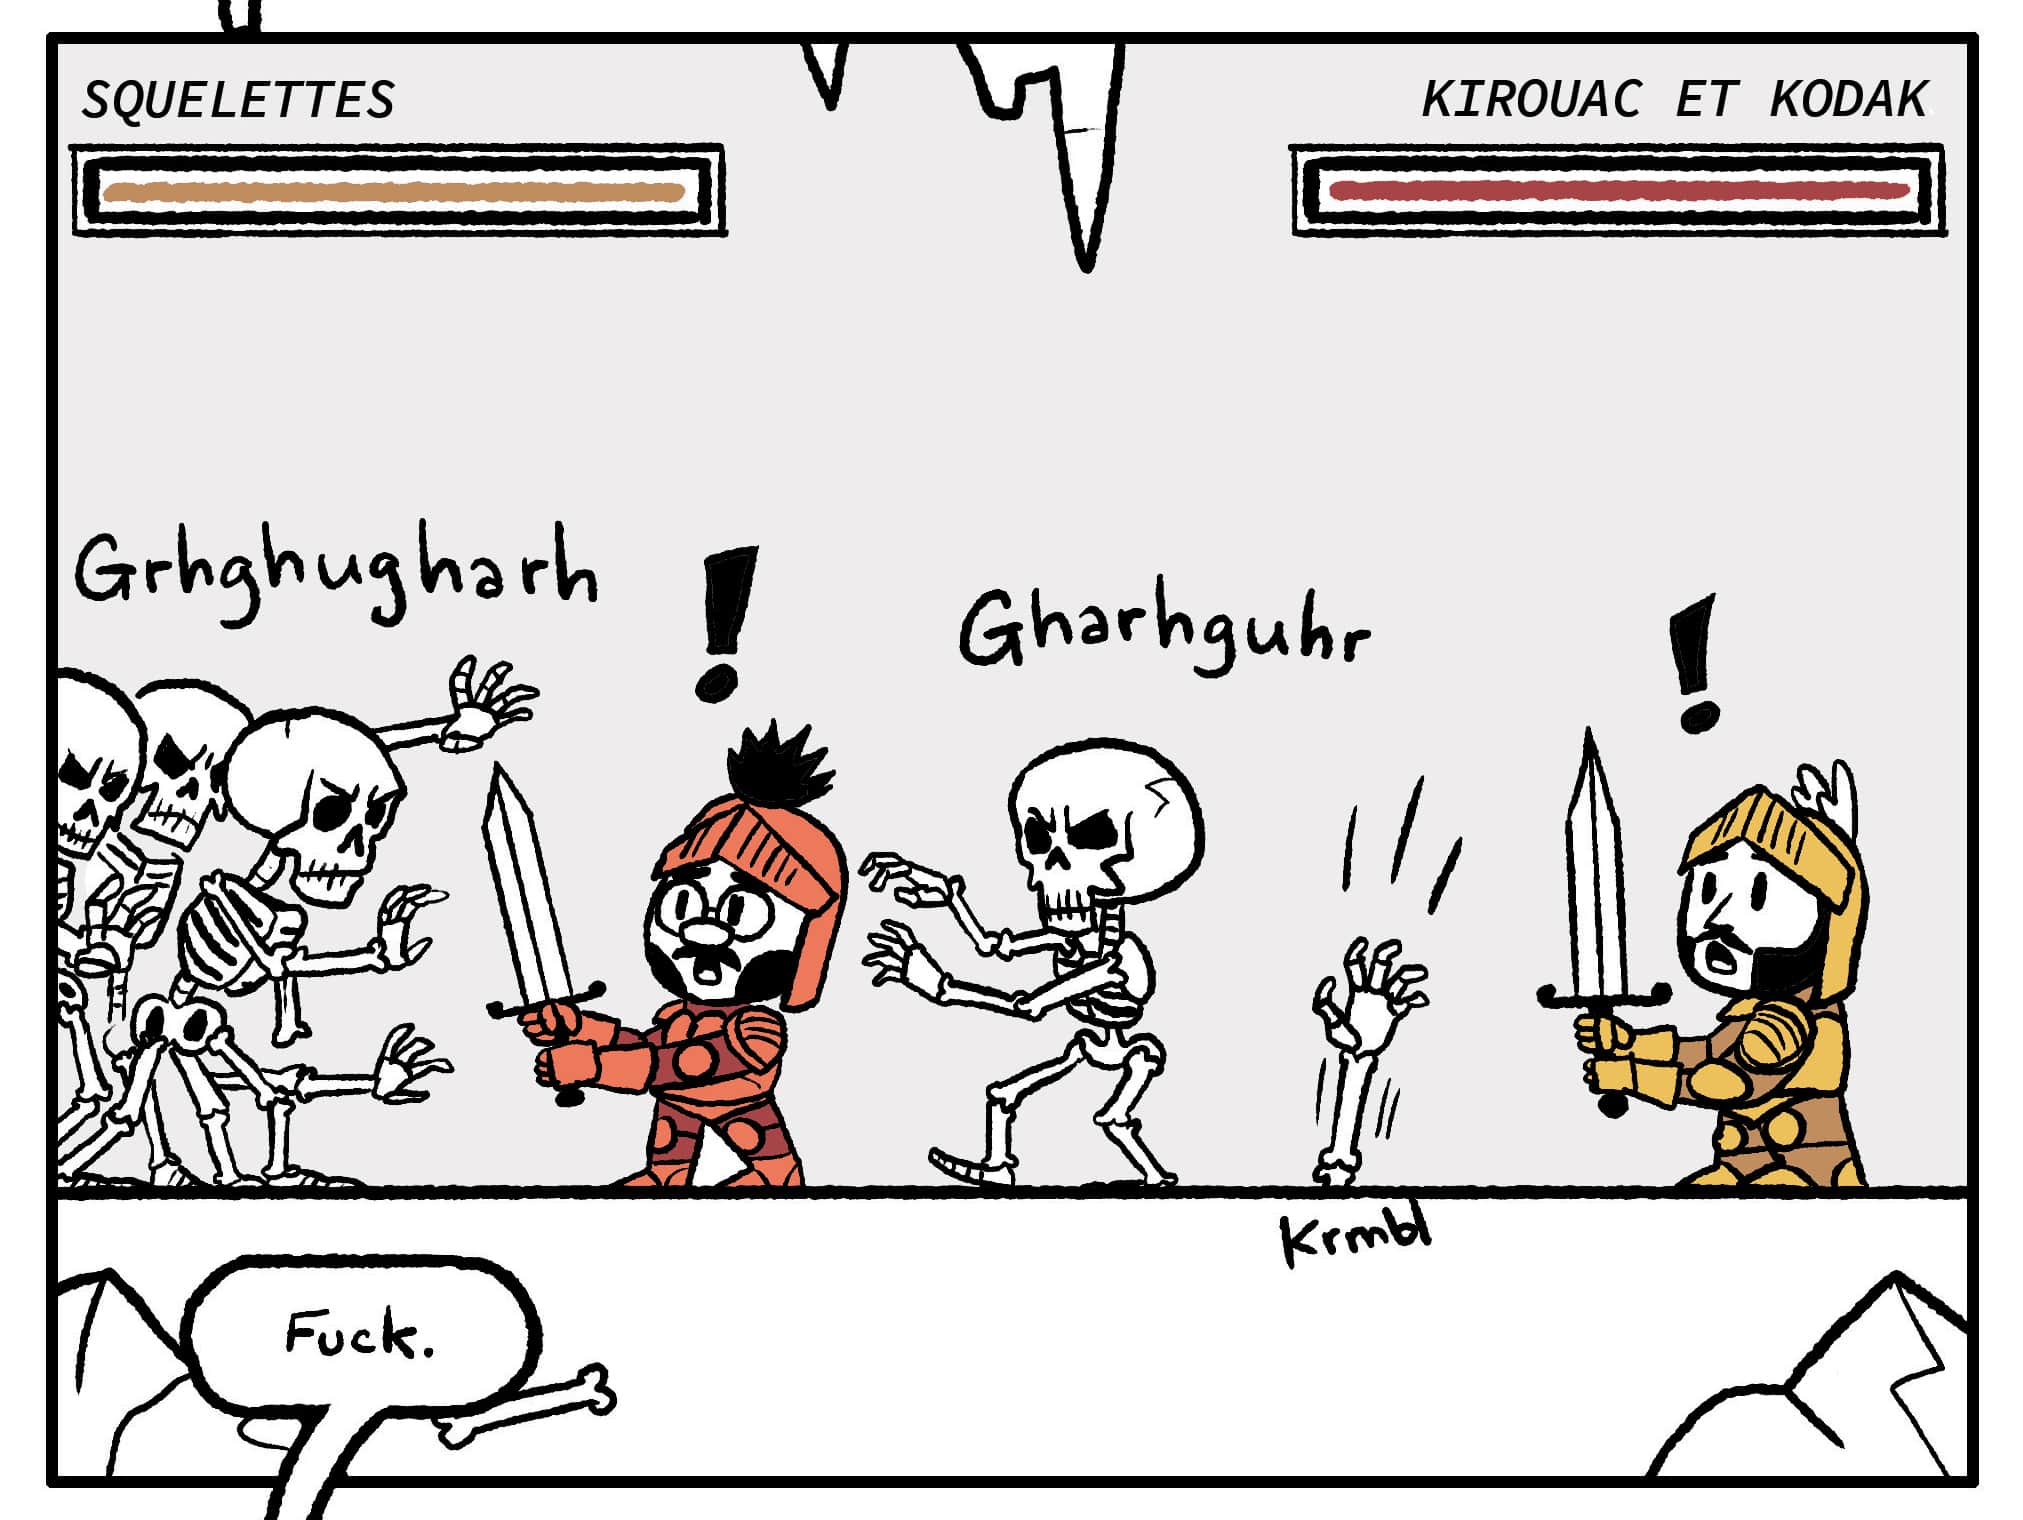 SQUELETTES
KIROUAC ET KODAK
Grhghugharh
!
Gharhguhr
!
Krmbl
Fuck.